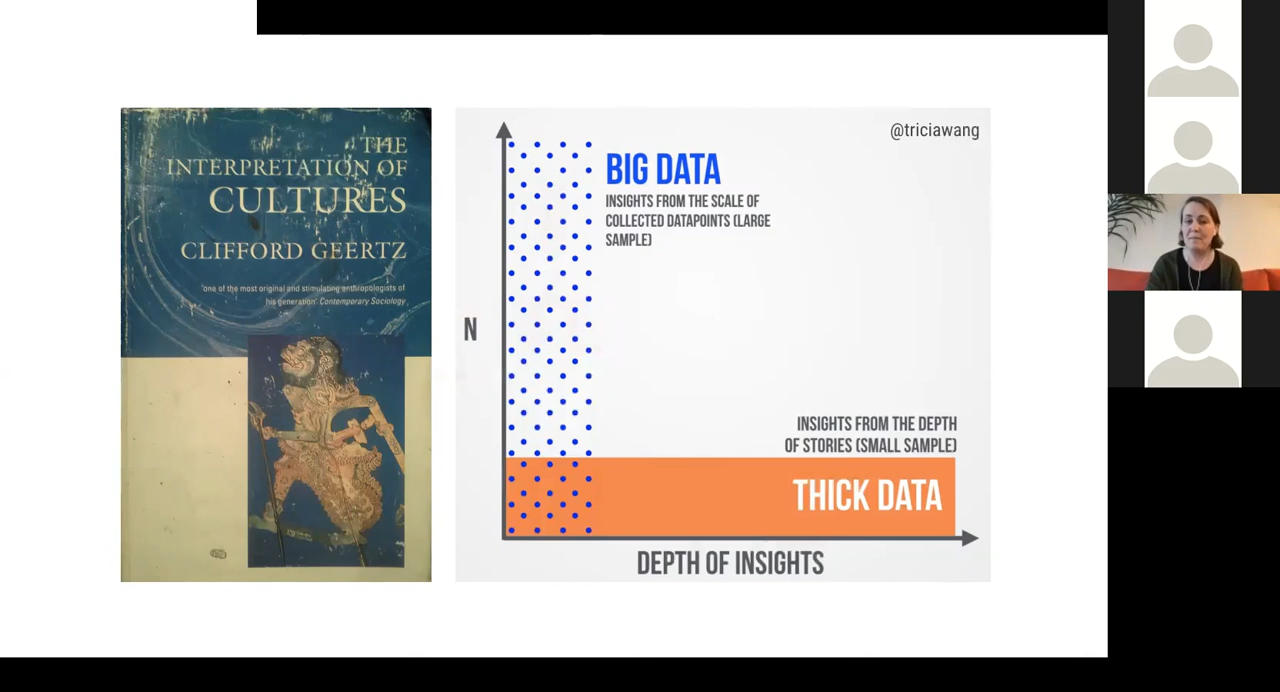 THE
INTERPRETATION OF
CULTURES
CLIFFORD GEERTZ
'one of the most original and stimulating anthropologists of
his generation' Contemporary Sociology
@triciawang
BIG DATA
INSIGHTS FROM THE SCALE OF
COLLECTED DATAPOINTS (LARGE
SAMPLE)
N
INSIGHTS FROM THE DEPTH
OF STORIES (SMALL SAMPLE)
THICK DATA
DEPTH OF INSIGHTS